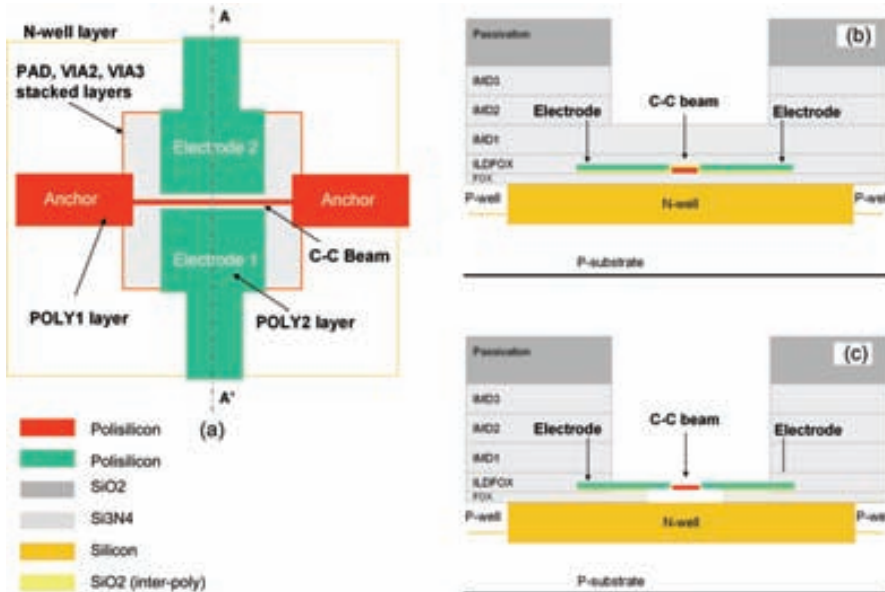 A
N-well layer
PAD, VIA2, VIA3
stacked layers
Electrode 2
Anchor
Anchor
C-C Beam
Electrode 1
POLY1 layer
POLY2 layer
A'
(a)
Polisilicon
Polisilicon
SiO2
Si3N4
Silicon
SiO2 (inter-poly)
Passivation
(b)
IMD3
C-C beam
IMD2
Electrode
Electrode
IMD1
ILDFOX
FOX
P-well
P-we
N-well
P-substrate
Passivation
(c)
IMD3
C-C beam
IMD2
Electrode
Electrode
IMD1
ILDFOX
FOX
P-well
P-we
N-well
P-substrate